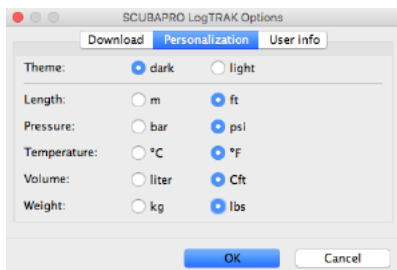 SCUBAPRO LogTRAK Options
Download Personalization User info
Theme: dark light
Length: m ft
Pressure: bar psi
Temperature: °C °F
Volume: liter Cft
Weight: kg lbs
OK Cancel